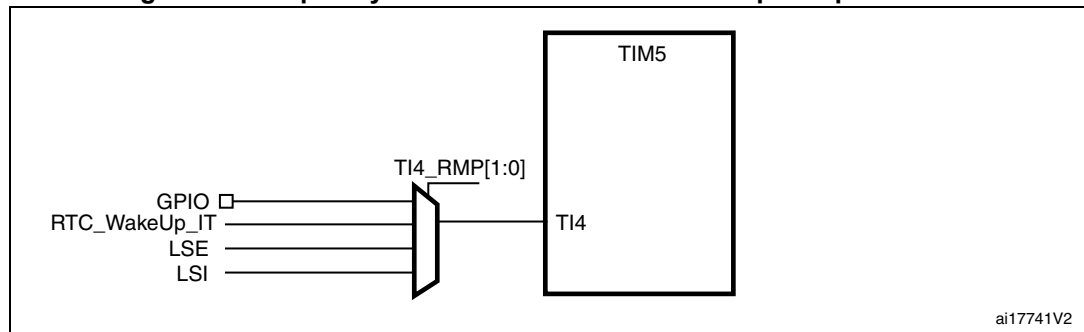 TIM5
TI4_RMP[1:0]
GPIO
RTC_WakeUp_IT
TI4
LSE
LSI
ai17741V2